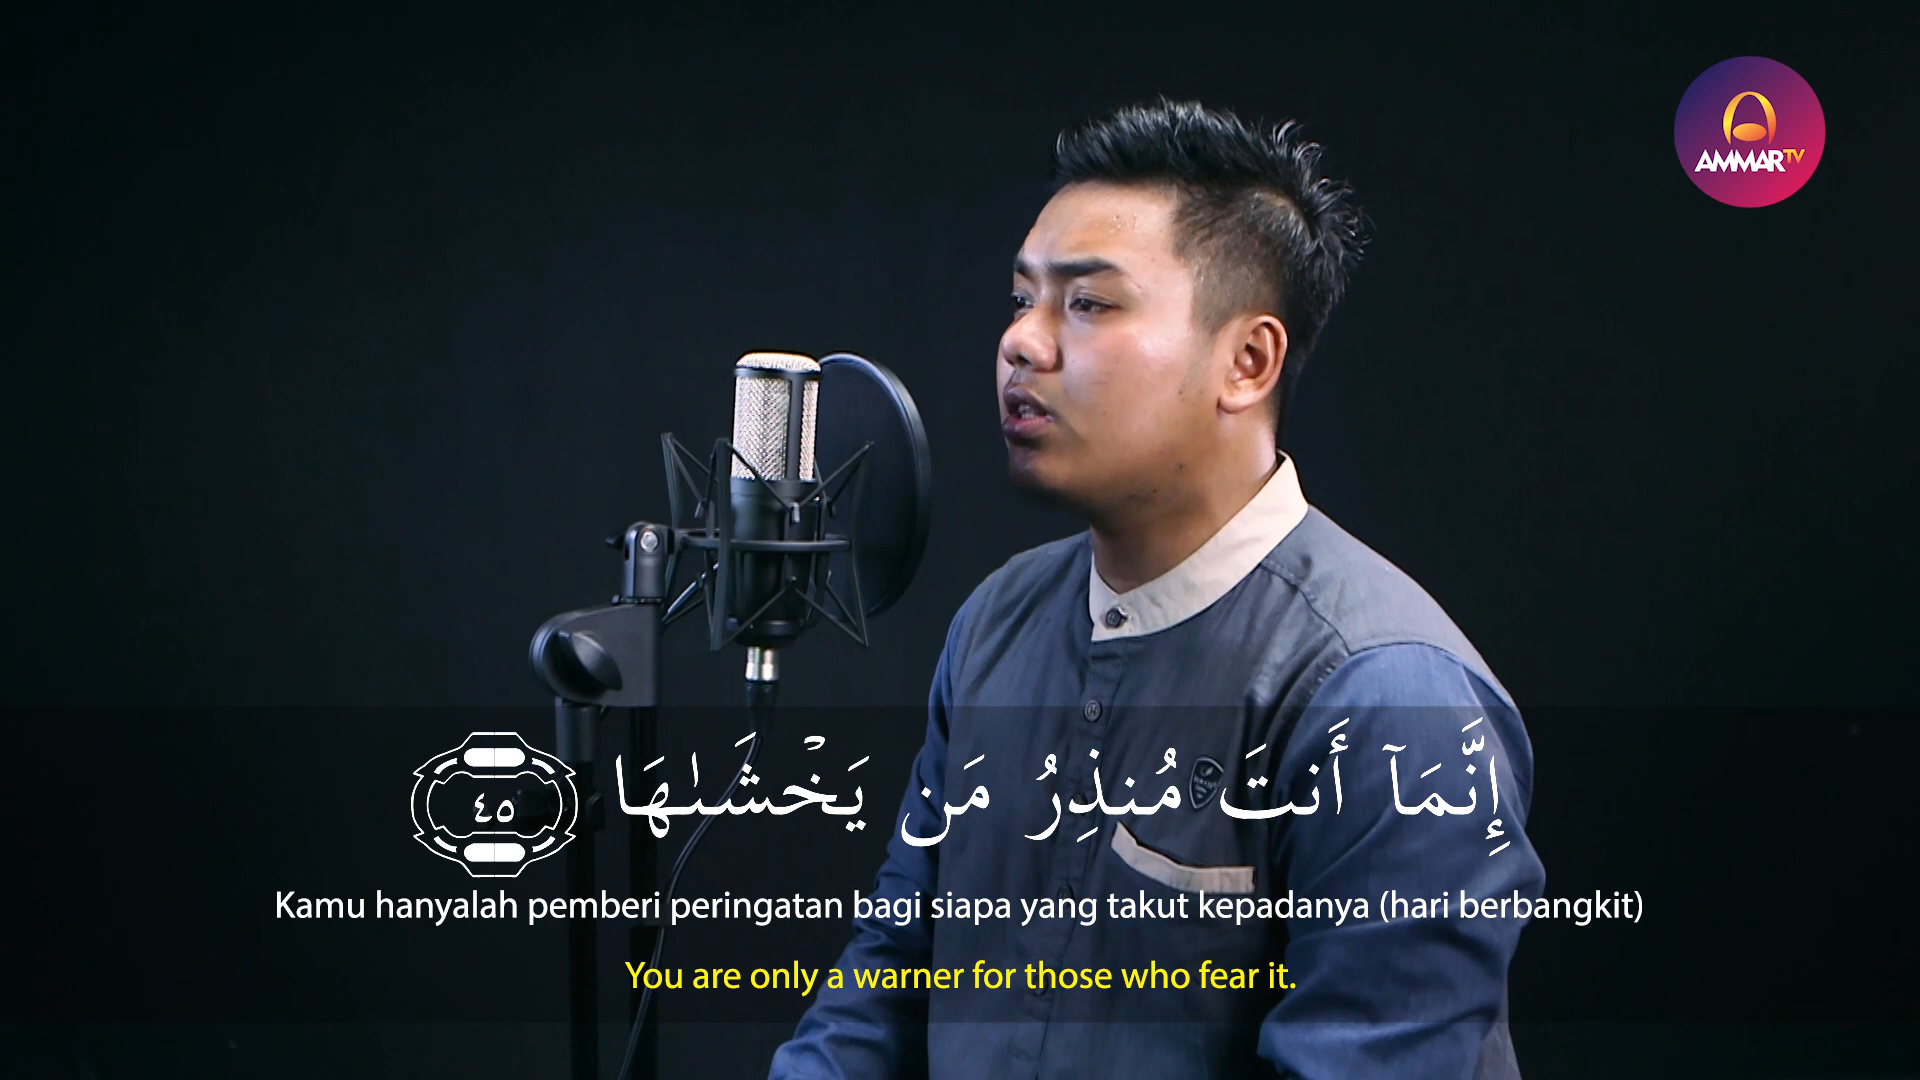 AMMARTV
إِنَّمَآ أَنتَ مُنذِرُ مَن يَخْشَىٰهَا ٤٥
Kamu hanyalah pemberi peringatan bagi siapa yang takut kepadanya (hari berbangkit)
You are only a warner for those who fear it.